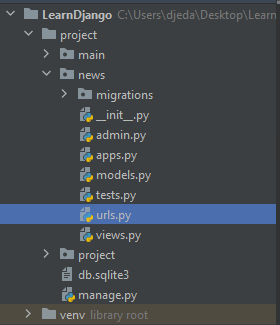 LearnDjango C:\Users\djeda\Desktop\Learn
project
main
news
migrations
__init__.py
admin.py
apps.py
models.py
tests.py
urls.py
views.py
project
db.sqlite3
manage.py
venv library root